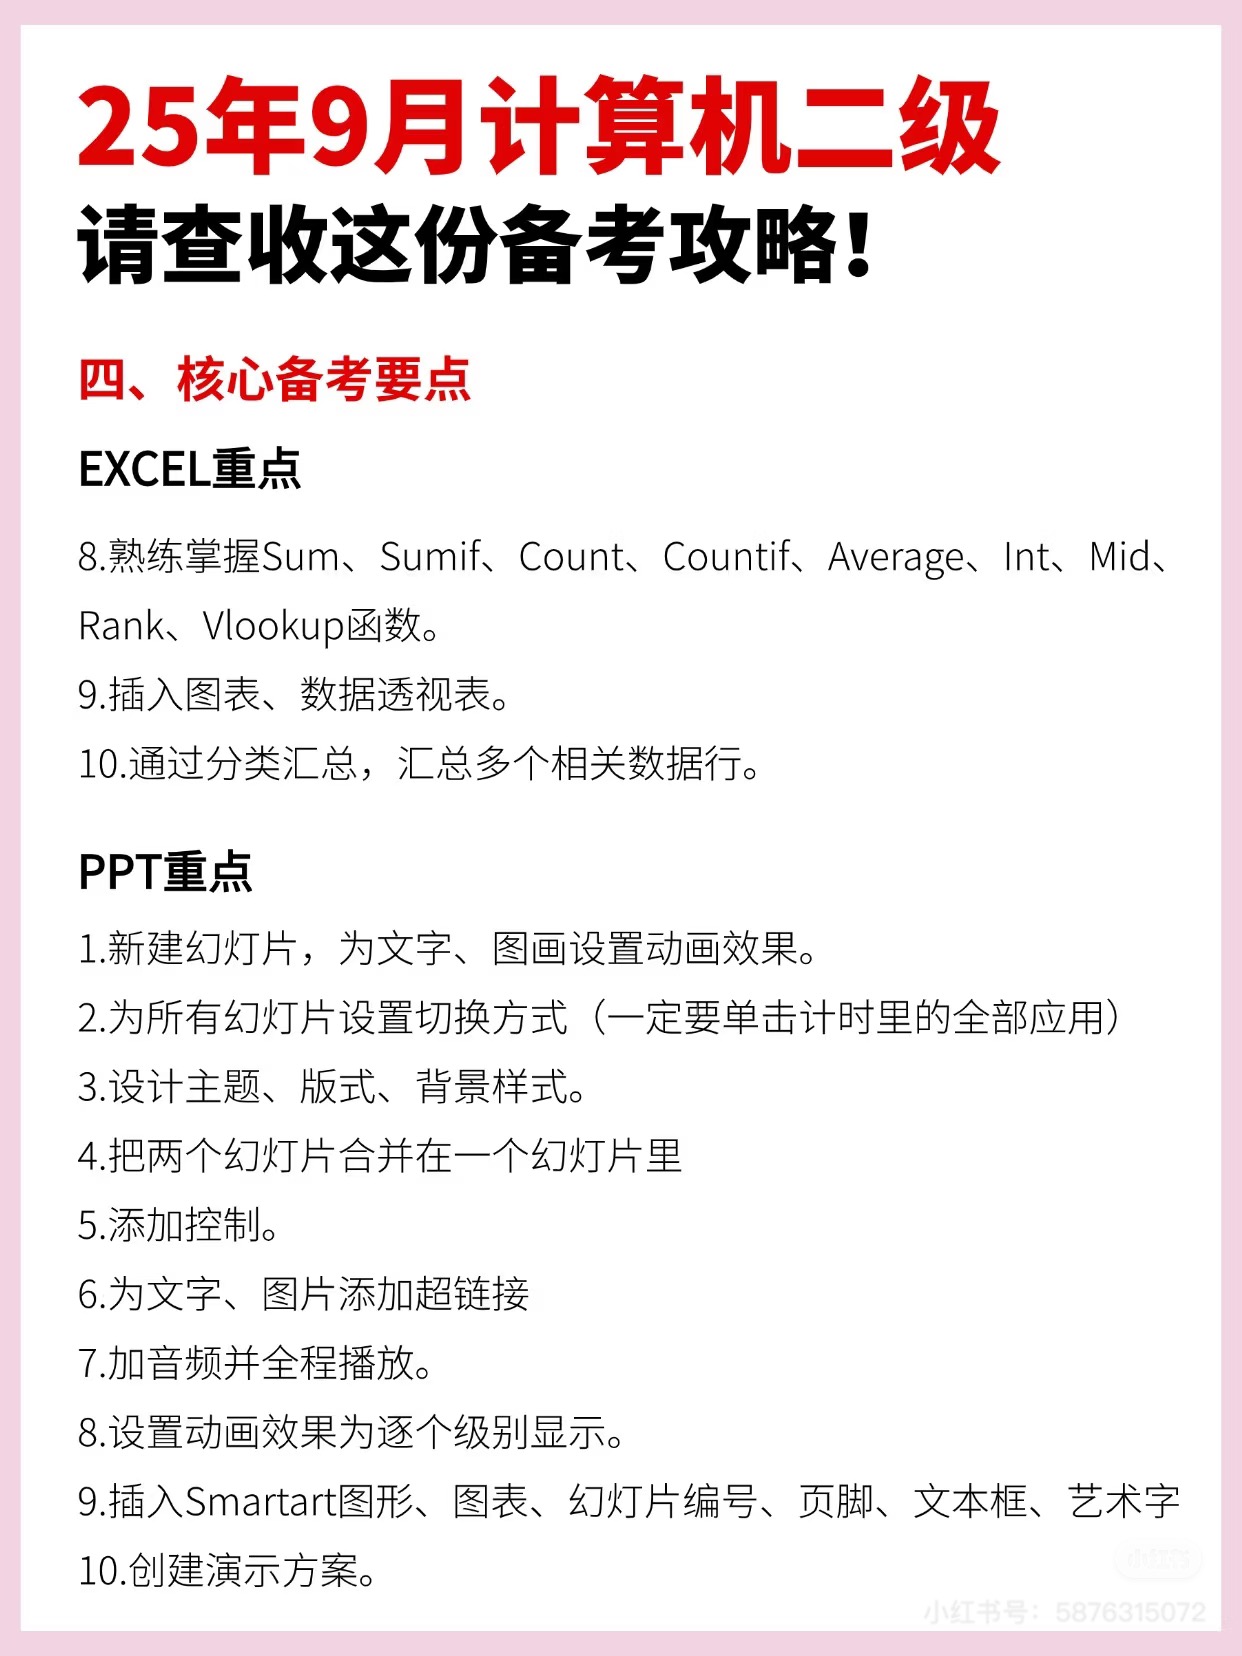 25年9月计算机二级
请查收这份备考攻略！
四、核心备考要点
EXCEL重点
8.熟练掌握Sum、Sumif、Count、Countif、Average、Int、Mid、
Rank、Vlookup函数。
9.插入图表、数据透视表。
10.通过分类汇总，汇总多个相关数据行。
PPT重点
1.新建幻灯片，为文字、图画设置动画效果。
2.为所有幻灯片设置切换方式（一定要单击计时里的全部应用）
3.设计主题、版式、背景样式。
4.把两个幻灯片合并在一个幻灯片里
5.添加控制。
6.为文字、图片添加超链接
7.加音频并全程播放。
8.设置动画效果为逐个级别显示。
9.插入Smartart图形、图表、幻灯片编号、页脚、文本框、艺术字
10.创建演示方案。
小红书
小红书号：5876315072